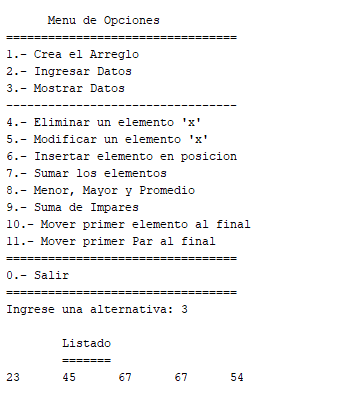 Menu de Opciones
=================================
1.- Crea el Arreglo
2.- Ingresar Datos
3.- Mostrar Datos
---------------------------------
4.- Eliminar un elemento 'x'
5.- Modificar un elemento 'x'
6.- Insertar elemento en posicion
7.- Sumar los elementos
8.- Menor, Mayor y Promedio
9.- Suma de Impares
10.- Mover primer elemento al final
11.- Mover primer Par al final
=================================
0.- Salir
=================================
Ingrese una alternativa: 3
Listado
=======
23 45 67 67 54